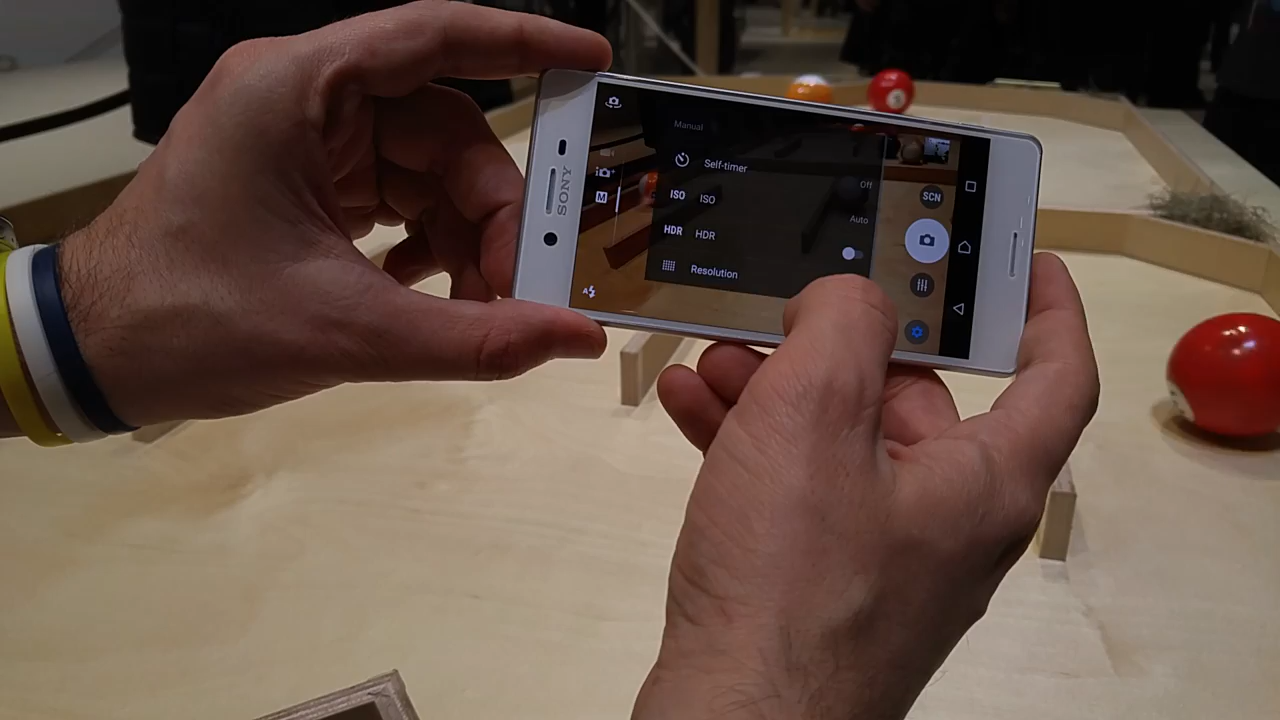 SONY
Manual
Self-timer
Off
ISO ISO
Auto
HDR HDR
Resolution
M
SCN
A